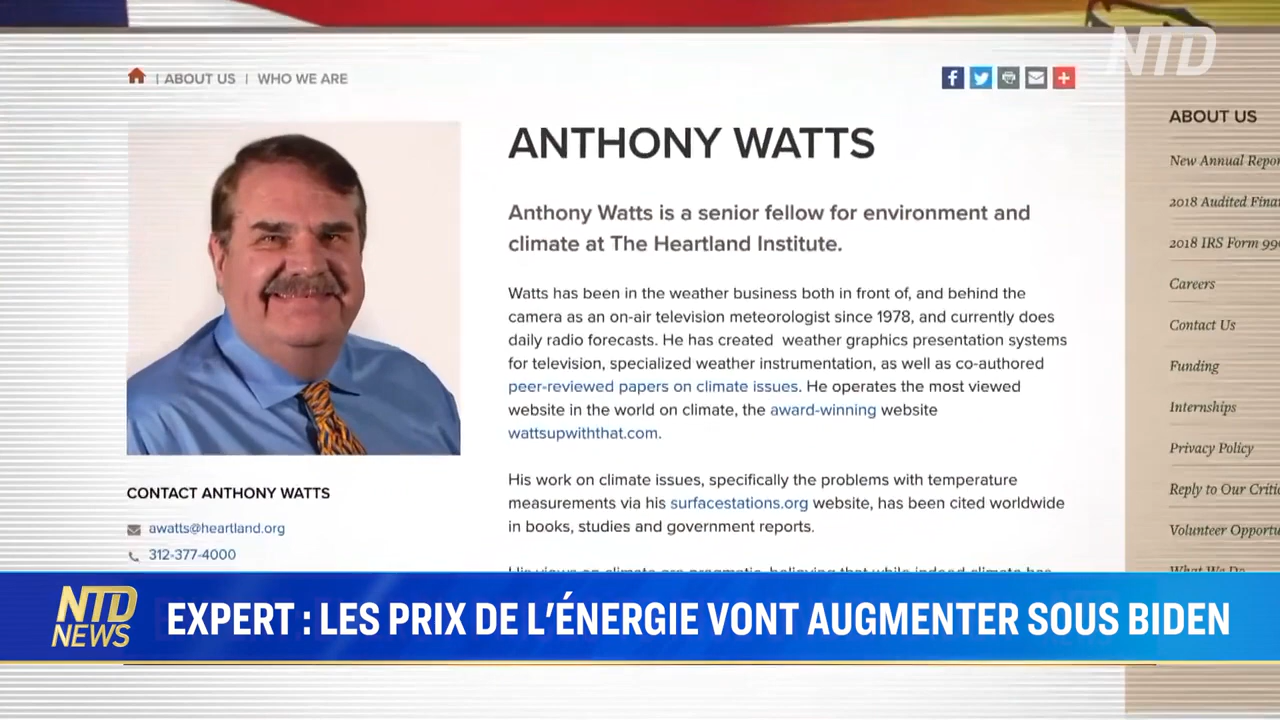 NTD
| ABOUT US | WHO WE ARE
ANTHONY WATTS
Anthony Watts is a senior fellow for environment and
climate at The Heartland Institute.
Watts has been in the weather business both in front of, and behind the
camera as an on-air television meteorologist since 1978, and currently does
daily radio forecasts. He has created weather graphics presentation systems
for television, specialized weather instrumentation, as well as co-authored
peer-reviewed papers on climate issues. He operates the most viewed
website in the world on climate, the award-winning website
wattsupwiththat.com.
His work on climate issues, specifically the problems with temperature
measurements via his surfacestations.org website, has been cited worldwide
in books, studies and government reports.
CONTACT ANTHONY WATTS
awatts@heartland.org
312-377-4000
ABOUT US
New Annual Repor
2018 Audited Fina
2018 IRS Form 99
Careers
Contact Us
Funding
Internships
Privacy Policy
Reply to Our Critic
Volunteer Opportu
What We Do
NTD
NEWS
EXPERT : LES PRIX DE L'ÉNERGIE VONT AUGMENTER SOUS BIDEN